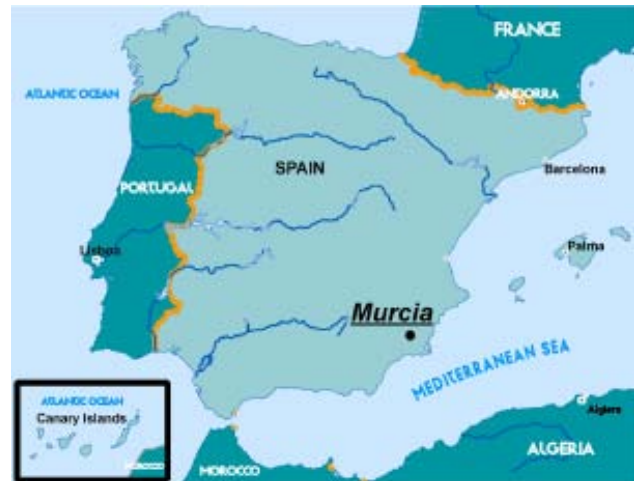 FRANCE
ATLANTIC OCEAN
ANDORRA
SPAIN
Barcelona
PORTUGAL
Lisboa
Palma
Murcia
MEDITERRANEAN SEA
ATLANTIC OCEAN
Canary Islands
Algiers
MOROCCO
MOROCCO
ALGERIA